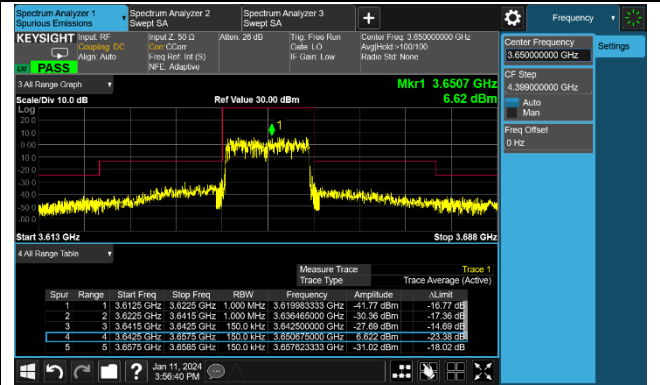 Spectrum Analyzer 1
Spurious Emissions
Spectrum Analyzer 2
Swept SA
Spectrum Analyzer 3
Swept SA
Frequency
KEYSIGHT
Input: RF
Coupling: DC
Align: Auto
Input Z: 50 Ω
Corr CCorr
Freq Ref: Int (S)
NFE: Adaptive
Atten: 26 dB
Trig: Free Run
Gate: LO
IF Gain: Low
Center Freq: 3.650000000 GHz
Avg|Hold:>100/100
Radio Std: None
LXI
PASS
Center Frequency
3.650000000 GHz
Settings
CF Step
4.399000000 GHz
Auto
Man
Freq Offset
0 Hz
3 All Range Graph
Mkr1 3.6507 GHz
Scale/Div 10.0 dB
Ref Value 30.00 dBm
6.62 dBm
Log
20.0
10.0
0.00
-10.0
-20.0
-30.0
-40.0
-50.0
-60.0
1
Start 3.613 GHz
Stop 3.688 GHz
4 All Range Table
Measure Trace Trace 1
Trace Type Trace Average (Active)
Spur Range Start Freq Stop Freq RBW Frequency Amplitude ΔLimit
1 1 3.6125 GHz 3.6225 GHz 1.000 MHz 3.619983333 GHz -41.77 dBm -16.77 dB
2 2 3.6225 GHz 3.6415 GHz 1.000 MHz 3.636465000 GHz -30.36 dBm -17.36 dB
3 3 3.6415 GHz 3.6425 GHz 150.0 kHz 3.642500000 GHz -27.69 dBm -14.69 dB
4 4 3.6425 GHz 3.6575 GHz 150.0 kHz 3.650675000 GHz 6.622 dBm -23.38 dB
5 5 3.6575 GHz 3.6585 GHz 150.0 kHz 3.657623333 GHz -31.02 dBm -18.02 dB
Jan 11, 2024
3:56:40 PM